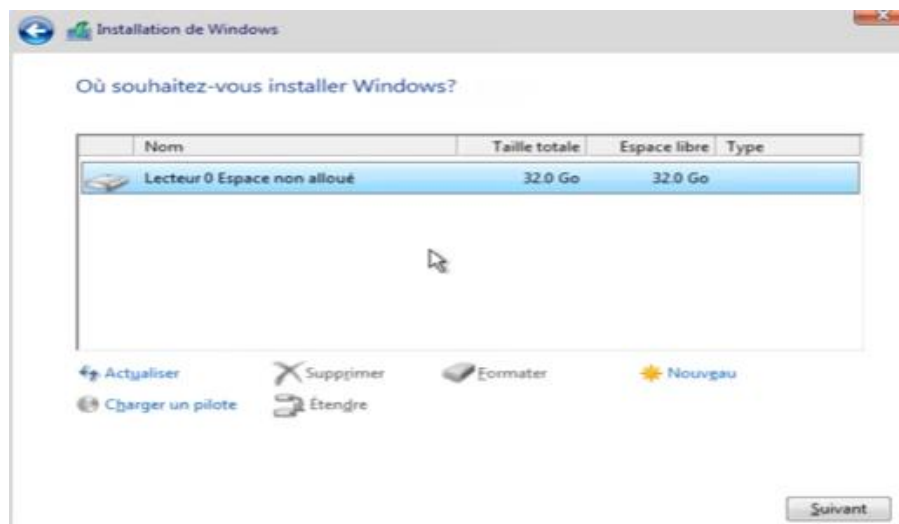 Installation de Windows
Où souhaitez-vous installer Windows?
Nom Taille totale Espace libre Type
Lecteur 0 Espace non alloué 32.0 Go 32.0 Go
Actualiser Supprimer Formater Nouveau
Charger un pilote Étendre
Suivant